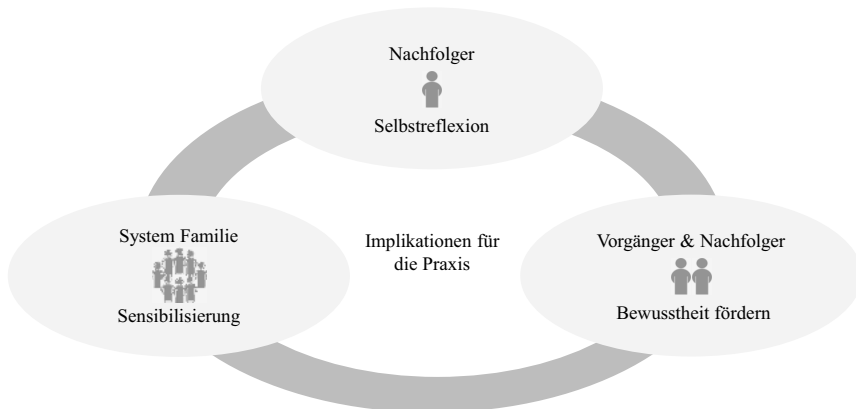 Nachfolger
Selbstreflexion
System Familie
Sensibilisierung
Implikationen für
die Praxis
Vorgänger & Nachfolger
Bewusstheit fördern